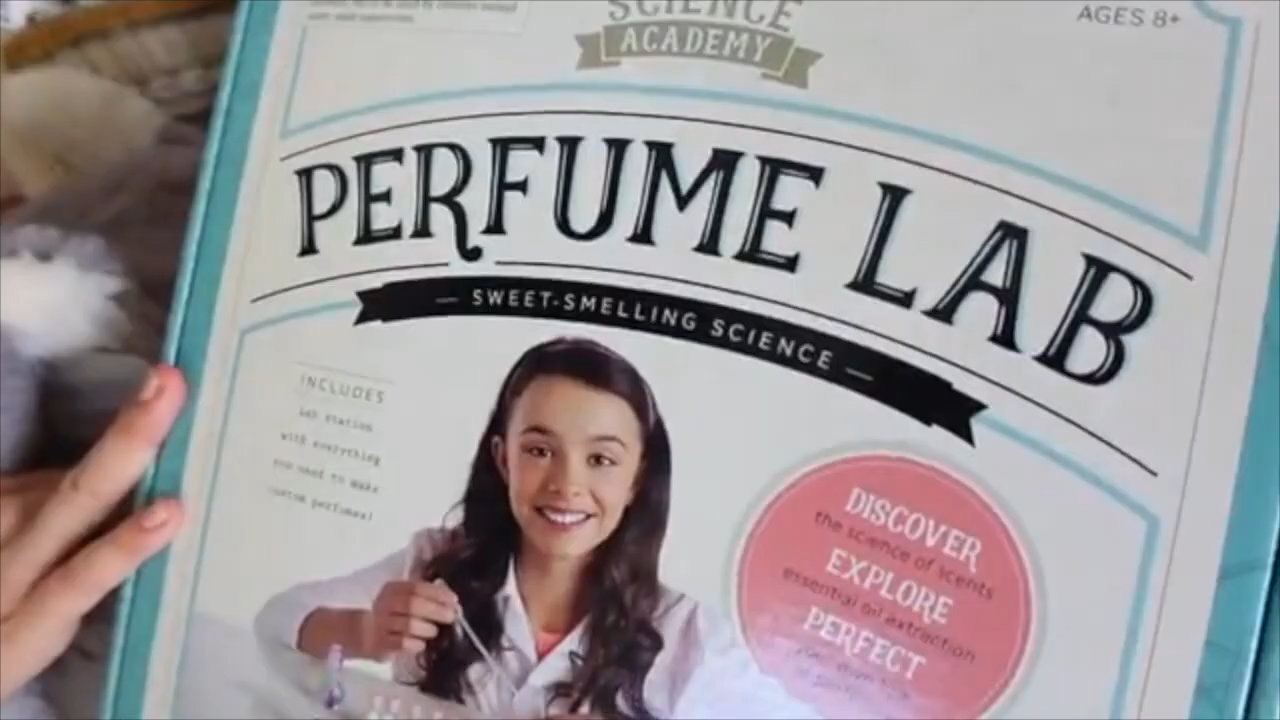 SCIENCE
ACADEMY
AGES 8+
PERFUME LAB
— SWEET-SMELLING SCIENCE —
INCLUDES
lab station
with everything
you need to make
custom perfumes!
DISCOVER
the science of scents
EXPLORE
essential oil extraction
PERFECT